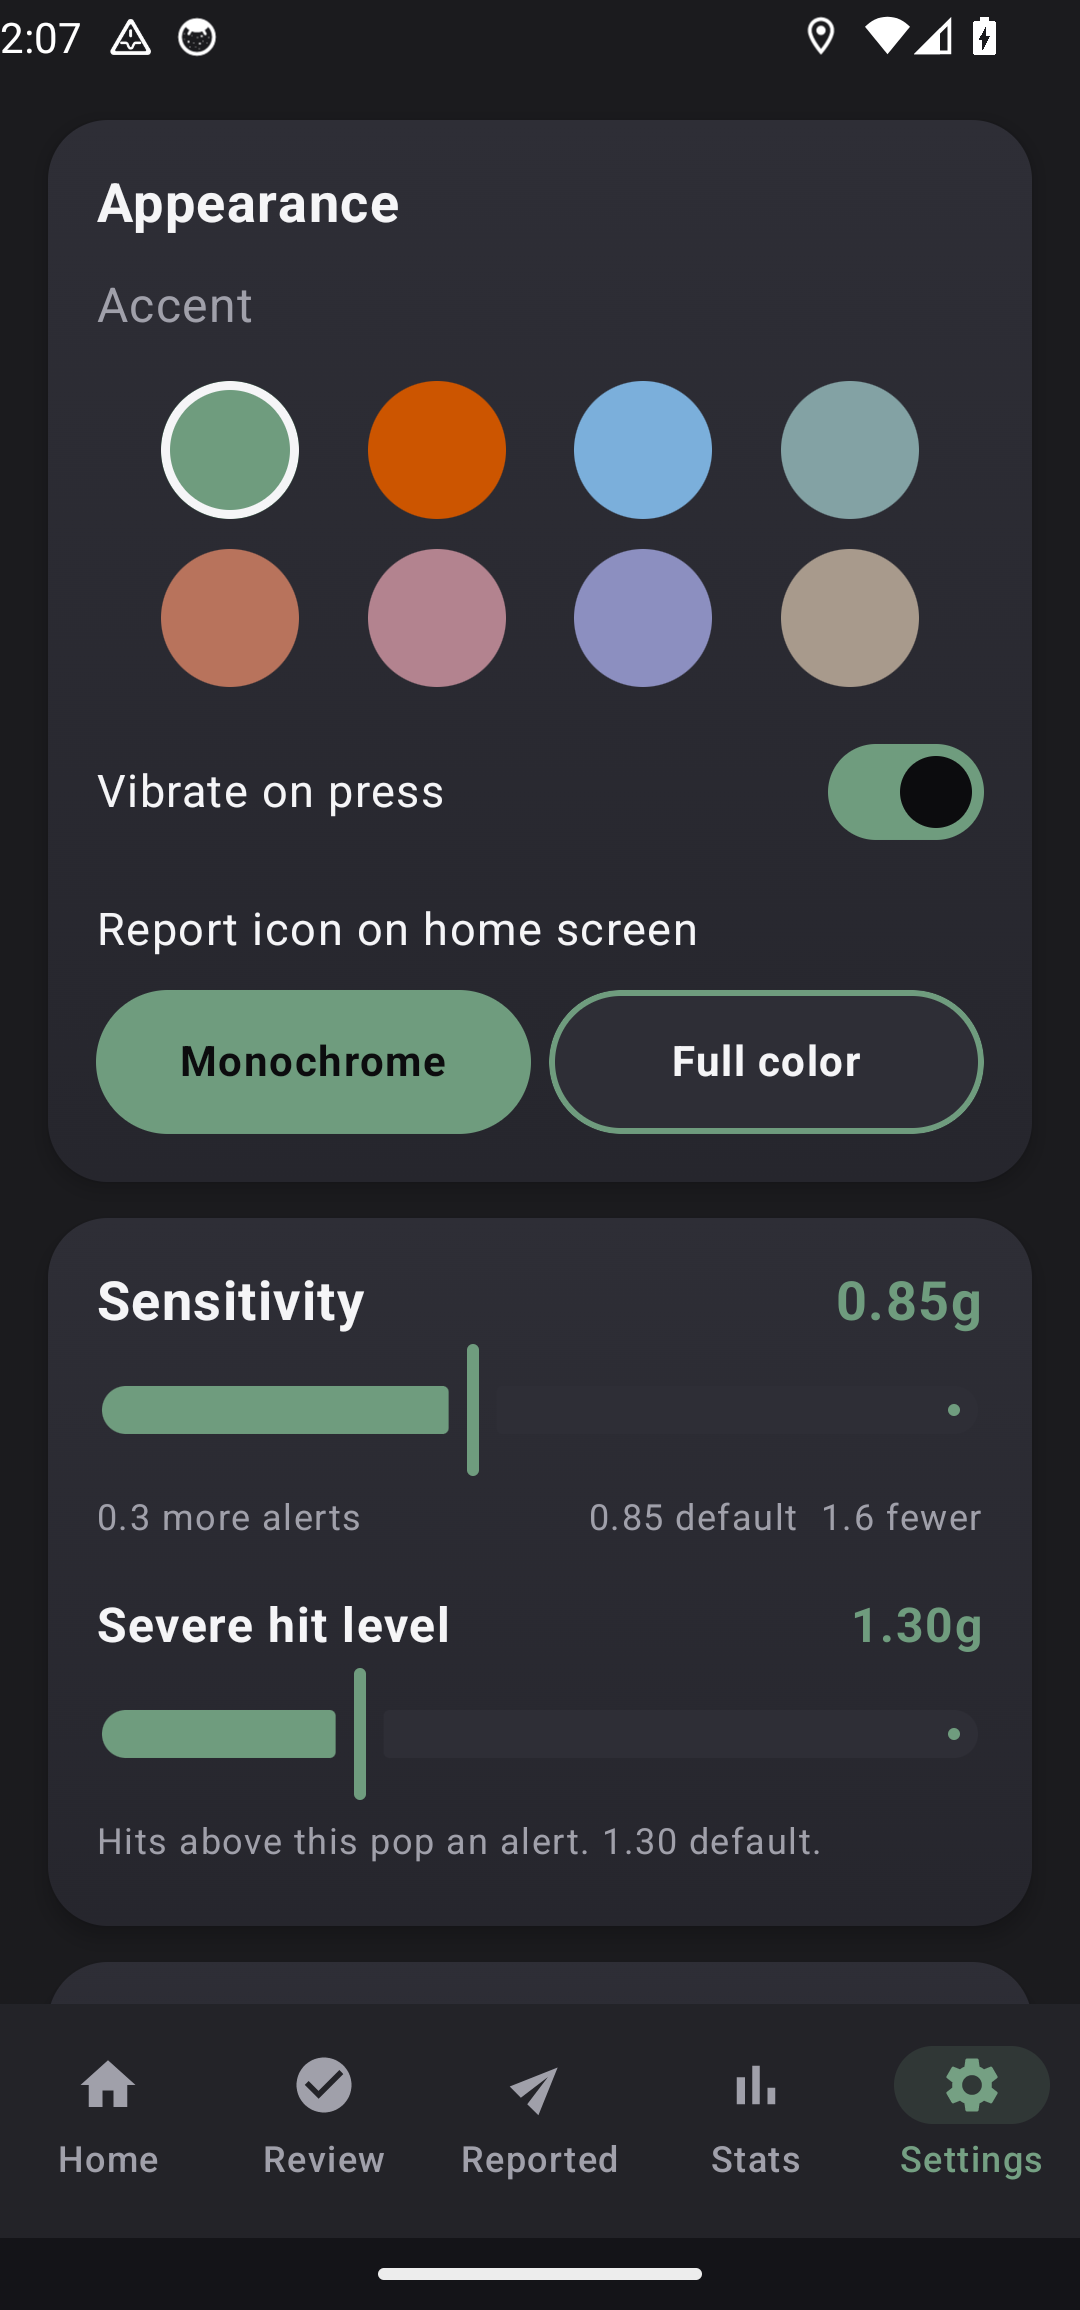 2:07
Appearance
Accent
Vibrate on press
Report icon on home screen
Monochrome
Full color
Sensitivity
0.85g
0.3 more alerts
0.85 default
1.6 fewer
Severe hit level
1.30g
Hits above this pop an alert. 1.30 default.
Home
Review
Reported
Stats
Settings